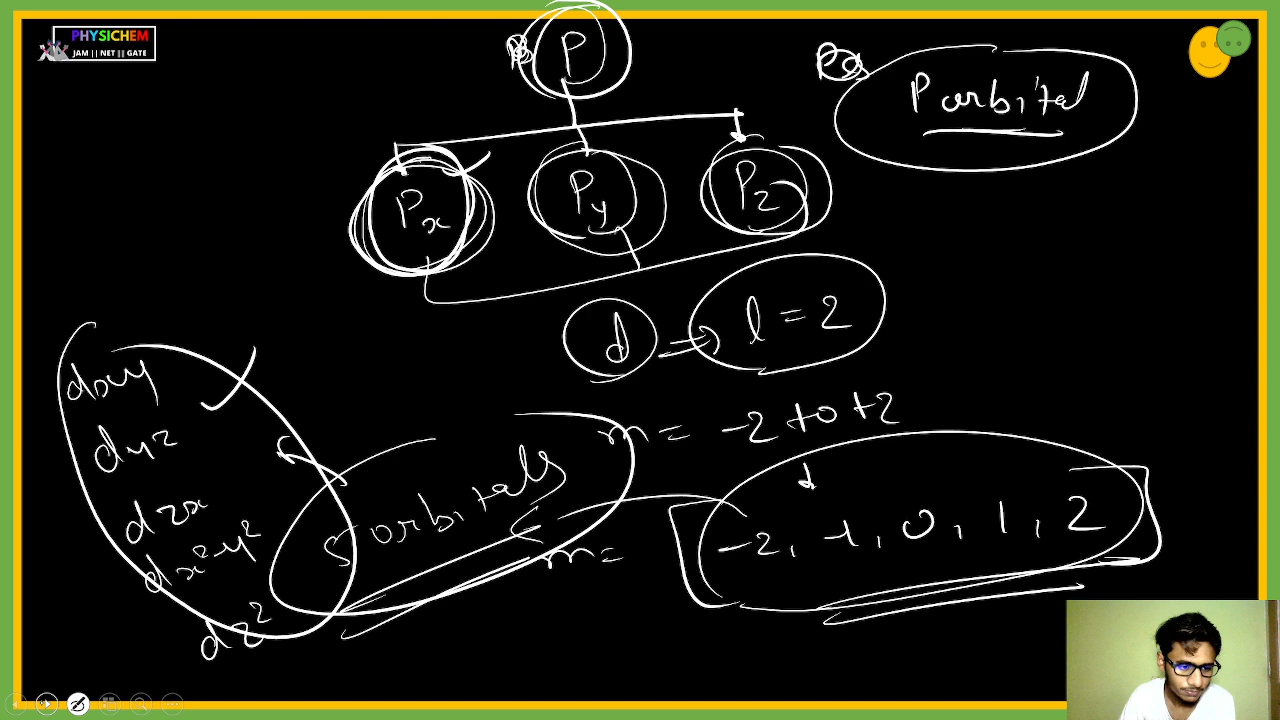 PHYSICHEM
JAM || NET || GATE
P
P orbital
Px
Py
Pz
d ⇒ l = 2
m = -2 to +2
m = -2, -1, 0, 1, 2
5 orbitals
dxy
dyz
dzx
dx²-y²
dz²